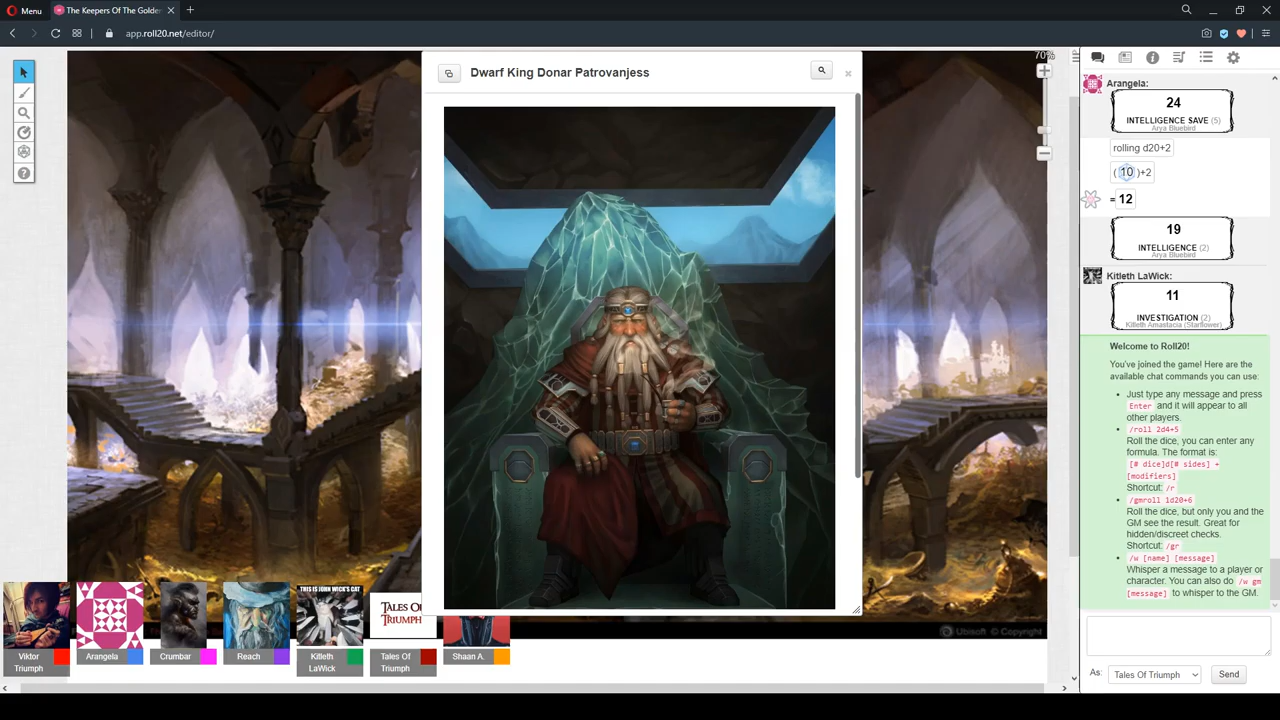 Menu
The Keepers Of The Golde
app.roll20.net/editor/
Dwarf King Donar Patrovanjess
70%
Arangela:
24
INTELLIGENCE SAVE (5)
Arya Bluebird
rolling d20+2
(10)+2
=12
19
INTELLIGENCE (2)
Arya Bluebird
Kitleth LaWick:
11
INVESTIGATION (2)
Killeth Amastacia (Starflower)
Welcome to Roll20!
You've joined the game! Here are the
available chat commands you can use:
Just type any message and press
Enter and it will appear to all
other players.
/roll 2d4+5
Roll the dice, you can enter any
formula. The format is:
[# dice]d[# sides] +
[modifiers]
Shortcut: /r
/gmroll 1d20+6
Roll the dice, but only you and the
GM see the result. Great for
hidden/discreet checks.
Shortcut: /gr
/w [name] [message]
Whisper a message to a player or
character. You can also do /w gm
[message] to whisper to the GM.
THIS IS JOHN WICK'S CAT
TALES OF
TRIUMPH
Viktor
Triumph
Arangela
Crumbar
Reach
Kitleth
LaWick
Tales Of
Triumph
Shaan A.
Ubisoft © Copyright
As:
Tales Of Triumph
Send